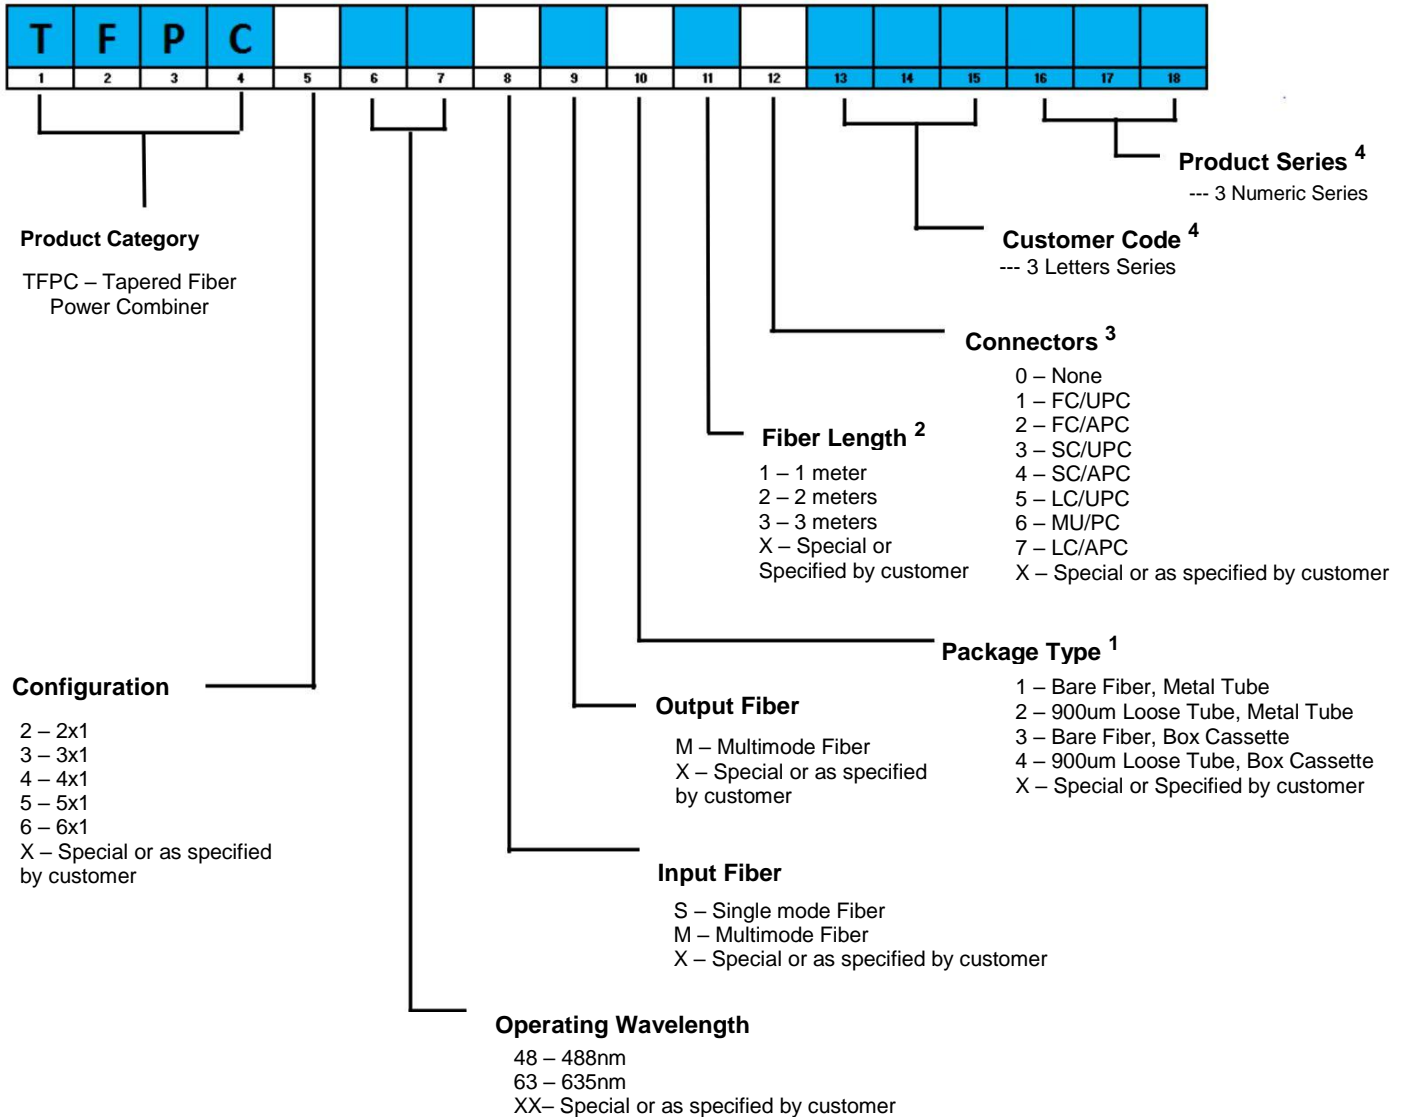 T F P C
1 2 3 4 5 6 7 8 9 10 11 12 13 14 15 16 17 18
Product Series 4
--- 3 Numeric Series
Customer Code 4
--- 3 Letters Series
Product Category
TFPC – Tapered Fiber
Power Combiner
Connectors 3
0 – None
1 – FC/UPC
2 – FC/APC
3 – SC/UPC
4 – SC/APC
5 – LC/UPC
6 – MU/PC
7 – LC/APC
X – Special or as specified by customer
Fiber Length 2
1 – 1 meter
2 – 2 meters
3 – 3 meters
X – Special or
Specified by customer
Package Type 1
1 – Bare Fiber, Metal Tube
2 – 900um Loose Tube, Metal Tube
3 – Bare Fiber, Box Cassette
4 – 900um Loose Tube, Box Cassette
X – Special or Specified by customer
Configuration
2 – 2x1
3 – 3x1
4 – 4x1
5 – 5x1
6 – 6x1
X – Special or as specified
by customer
Output Fiber
M – Multimode Fiber
X – Special or as specified
by customer
Input Fiber
S – Single mode Fiber
M – Multimode Fiber
X – Special or as specified by customer
Operating Wavelength
48 – 488nm
63 – 635nm
XX– Special or as specified by customer